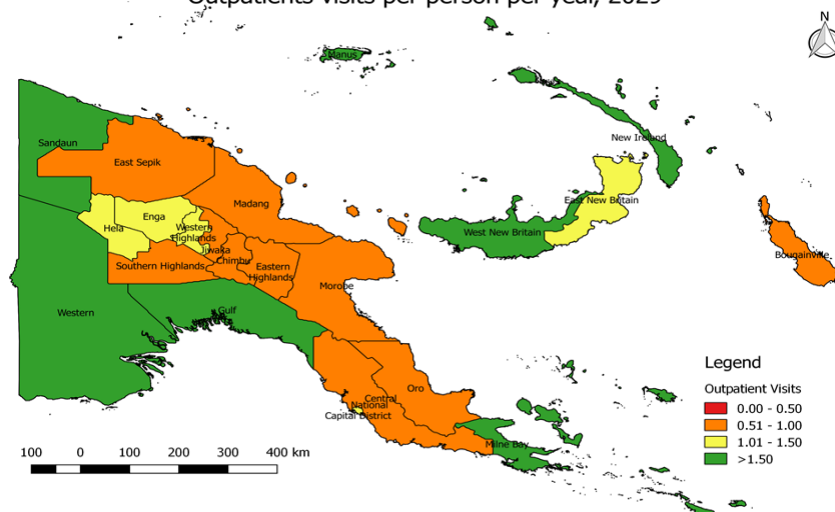 Outpatients visits per person per year, 2029
N
Manus
New Ireland
Sandaun
East Sepik
Madang
East New Britain
West New Britain
Enga
Hela
Western
Highlands
Jiwaka
Chimbu
Southern Highlands
Eastern
Highlands
Morobe
Bougainville
Western
Gulf
Oro
Central
National
Capital District
Milne Bay
Legend
Outpatient Visits
0.00 - 0.50
0.51 - 1.00
1.01 - 1.50
>1.50
100 0 100 200 300 400 km